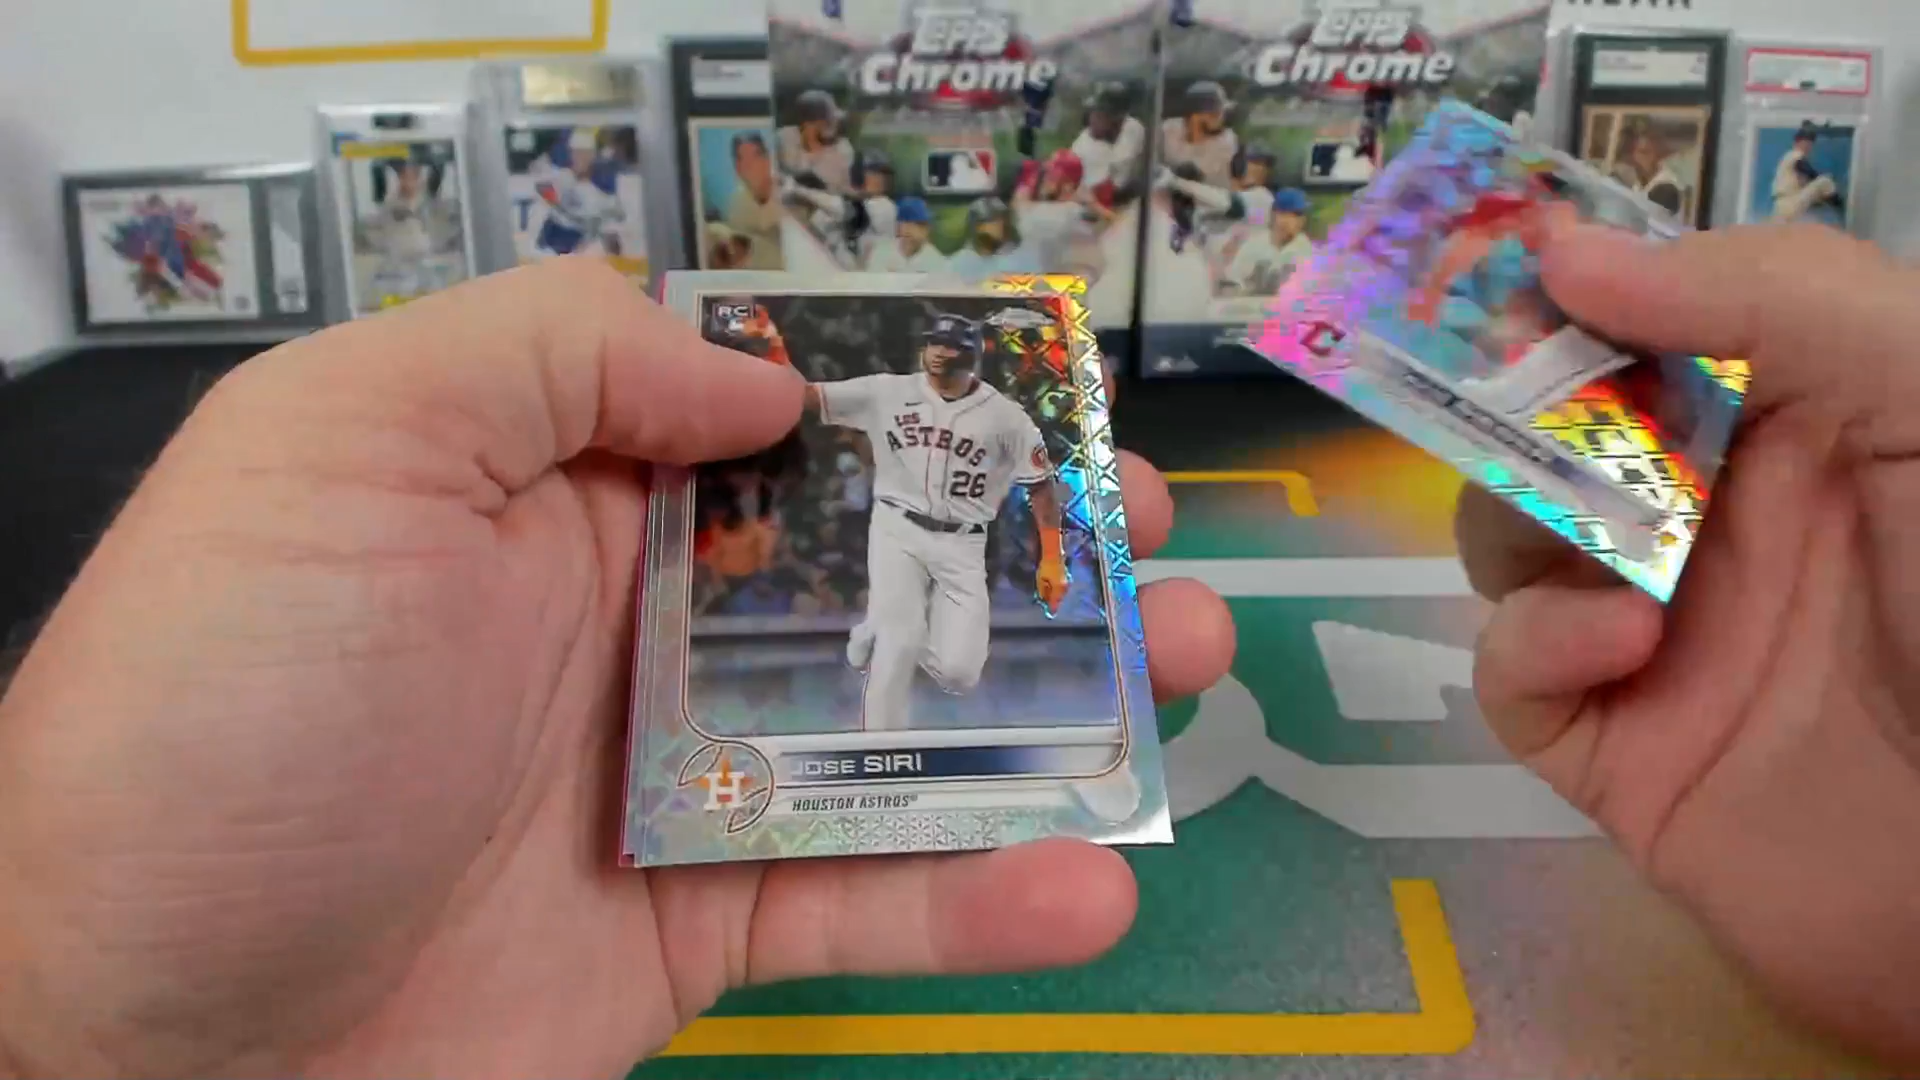 Topps
Chrome
Topps
Chrome
RC
LOS
ASTROS
26
JOSE SIRI
H
HOUSTON ASTROS®
C